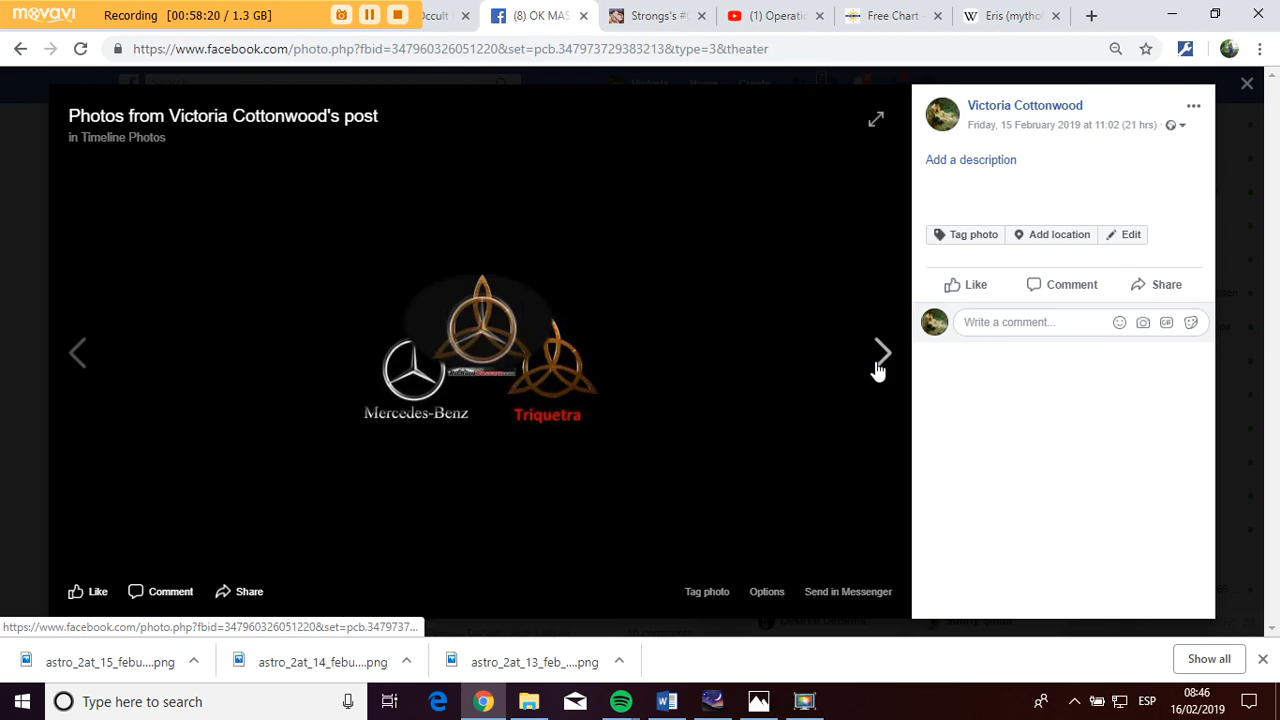 movavi
Recording [00:58:20 / 1.3 GB]
ccult
(8) OK MAS
Strongs's #
(1) Operati
Free Chart -
Eris (mythol
https://www.facebook.com/photo.php?fbid=347960326051220&set=pcb.347973729383213&type=3&theater
Photos from Victoria Cottonwood's post
in Timeline Photos
Victoria Cottonwood
Friday, 15 February 2019 at 11:02 (21 hrs) ·
Add a description
Tag photo
Add location
Edit
Like
Comment
Share
Write a comment...
Mercedes-Benz
Triquetra
Like
Comment
Share
Tag photo
Options
Send in Messenger
https://www.facebook.com/photo.php?fbid=347960326051220&set=pcb.3479737...
astro_2at_15_febu....png
astro_2at_14_febu....png
astro_2at_13_feb_....png
Show all
Type here to search
ESP
08:46
16/02/2019